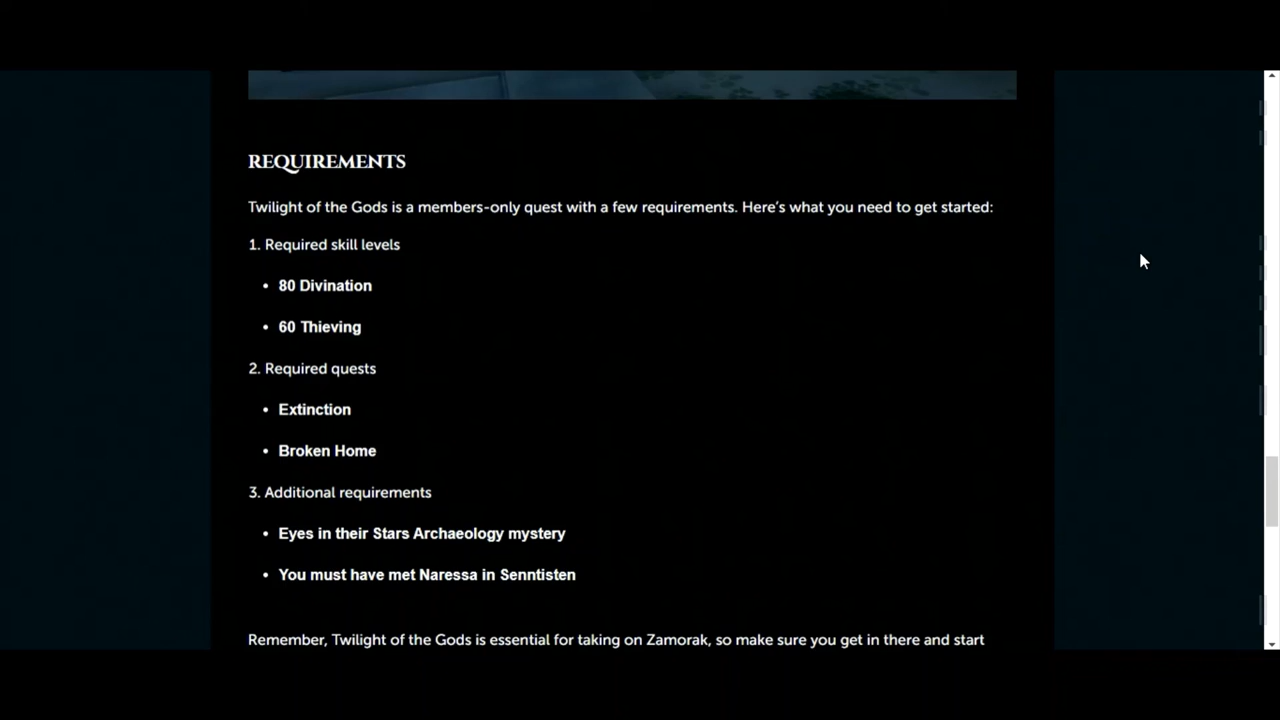 REQUIREMENTS
Twilight of the Gods is a members-only quest with a few requirements. Here’s what you need to get started:
1. Required skill levels
• 80 Divination
• 60 Thieving
2. Required quests
• Extinction
• Broken Home
3. Additional requirements
• Eyes in their Stars Archaeology mystery
• You must have met Naressa in Senntisten
Remember, Twilight of the Gods is essential for taking on Zamorak, so make sure you get in there and start